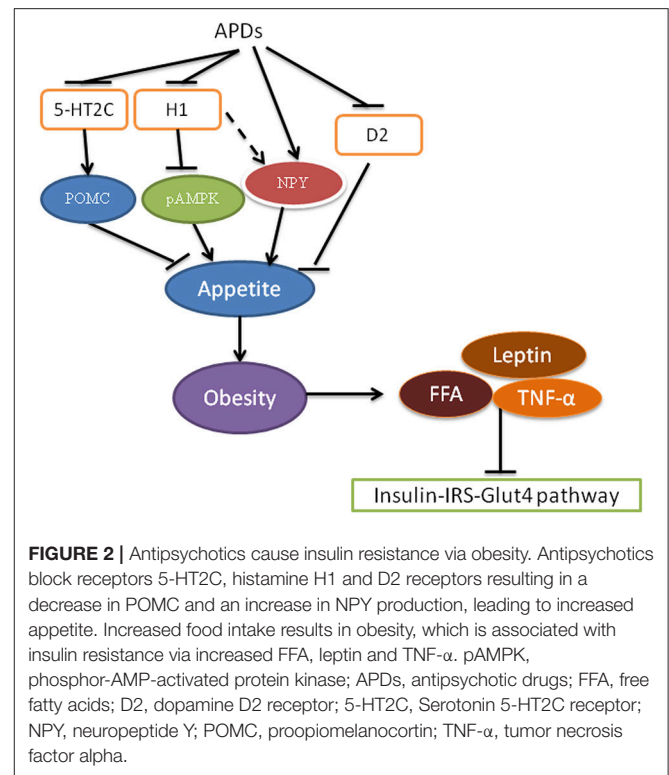 APDs
5-HT2C
H1
D2
POMC
pAMPK
NPY
Appetite
Leptin
Obesity
FFA
TNF-α
Insulin-IRS-Glut4 pathway
FIGURE 2 | Antipsychotics cause insulin resistance via obesity. Antipsychotics
block receptors 5-HT2C, histamine H1 and D2 receptors resulting in a
decrease in POMC and an increase in NPY production, leading to increased
appetite. Increased food intake results in obesity, which is associated with
insulin resistance via increased FFA, leptin and TNF-α. pAMPK,
phosphor-AMP-activated protein kinase; APDs, antipsychotic drugs; FFA, free
fatty acids; D2, dopamine D2 receptor; 5-HT2C, Serotonin 5-HT2C receptor;
NPY, neuropeptide Y; POMC, proopiomelanocortin; TNF-α, tumor necrosis
factor alpha.